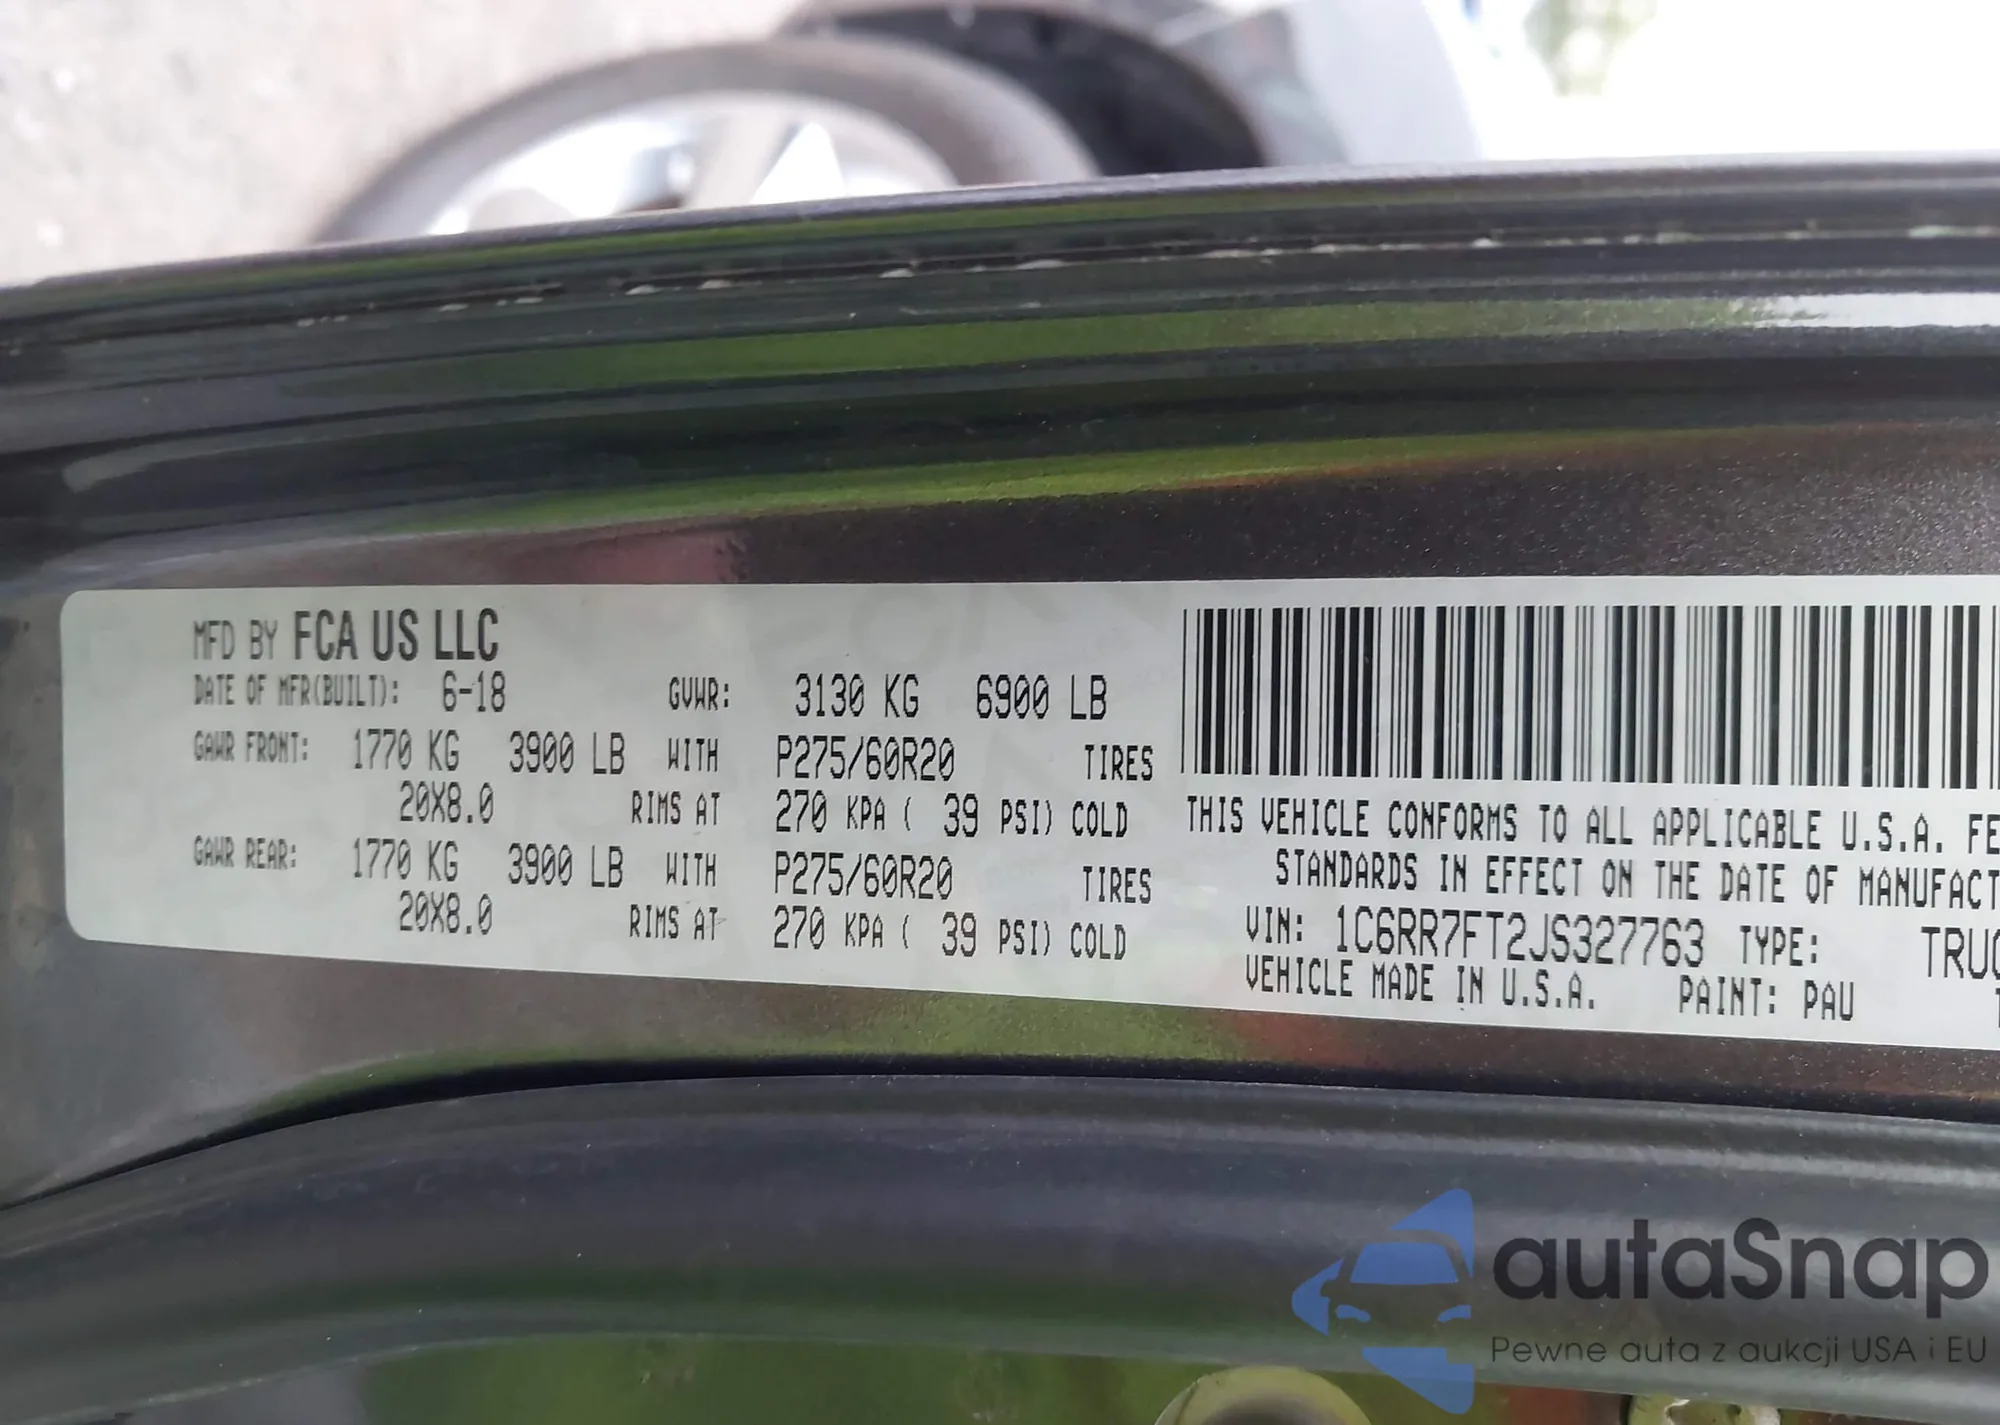 MFD BY FCA US LLC
DATE OF MFR(BUILT): 6-18 GVWR: 3130 KG 6900 LB
GAWR FRONT: 1770 KG 3900 LB WITH P275/60R20 TIRES
20X8.0 RIMS AT 270 KPA ( 39 PSI) COLD
GAWR REAR: 1770 KG 3900 LB WITH P275/60R20 TIRES
20X8.0 RIMS AT 270 KPA ( 39 PSI) COLD
THIS VEHICLE CONFORMS TO ALL APPLICABLE U.S.A. FE
STANDARDS IN EFFECT ON THE DATE OF MANUFACT
VIN: 1C6RR7FT2JS327763 TYPE: TRUC
VEHICLE MADE IN U.S.A. PAINT: PAU
autaSnap
Pewne auta z aukcji USA i EU